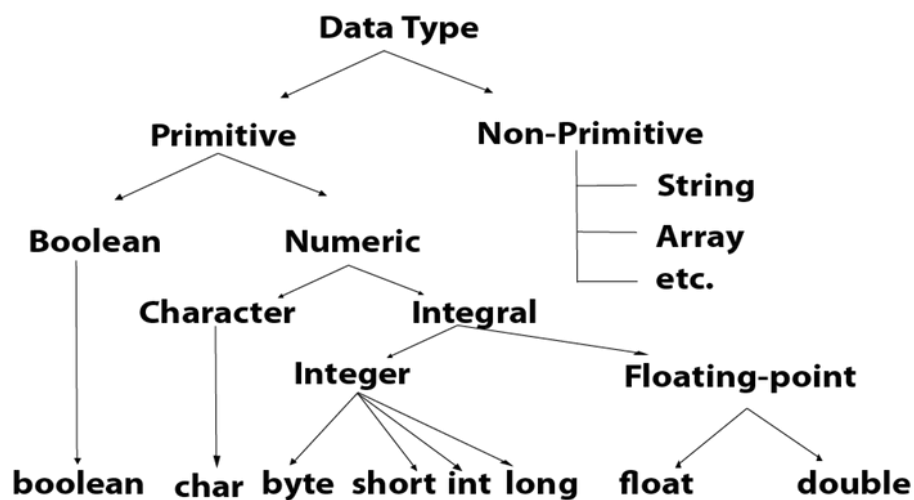 Data Type
Primitive
Non-Primitive
String
Array
etc.
Boolean
Numeric
Character
Integral
Integer
Floating-point
boolean char byte short int long float double